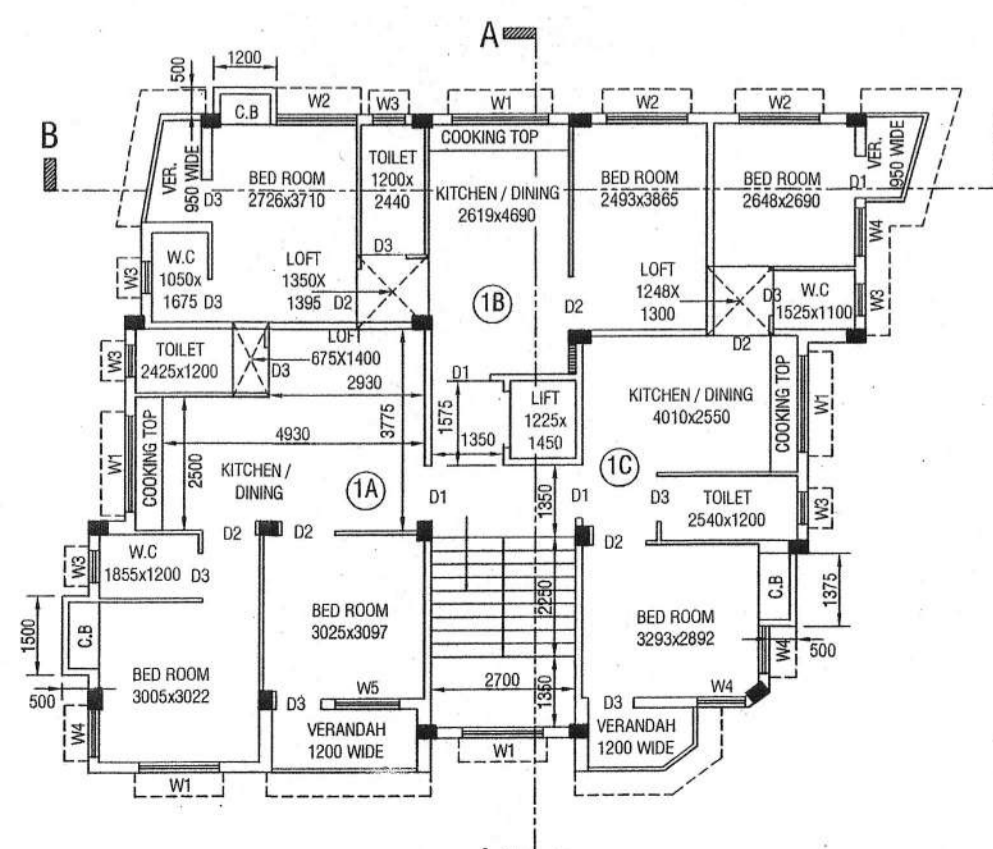 A
1200
500
C.B
W2
W3
W1
W2
W2
B
COOKING TOP
VER.
950 WIDE
D3
BED ROOM
2726x3710
TOILET
1200x
2440
KITCHEN / DINING
2619x4690
BED ROOM
2493x3865
BED ROOM
2648x2690
D1
VER.
950 WIDE
W4
W.C
1050x
1675
W3
D3
LOFT
1350X
1395
D2
D3
1B
D2
LOFT
1248X
1300
D3
W.C
1525x1100
W3
D2
TOILET
2425x1200
W3
LOFT
675X1400
D3
2930
3775
D1
1575
1350
LIFT
1225x
1450
KITCHEN / DINING
4010x2550
COOKING TOP
W1
W1
COOKING TOP
2500
4930
KITCHEN /
DINING
1A
D1
1350
D1
1C
D3
TOILET
2540x1200
W3
D2
D2
D2
W3
W.C
1855x1200
D3
C.B
1375
1500
C.B
500
BED ROOM
3005x3022
BED ROOM
3025x3097
2250
BED ROOM
3293x2892
W4
500
W4
D3
W5
2700
1350
D3
W4
VERANDAH
1200 WIDE
VERANDAH
1200 WIDE
W1
W1